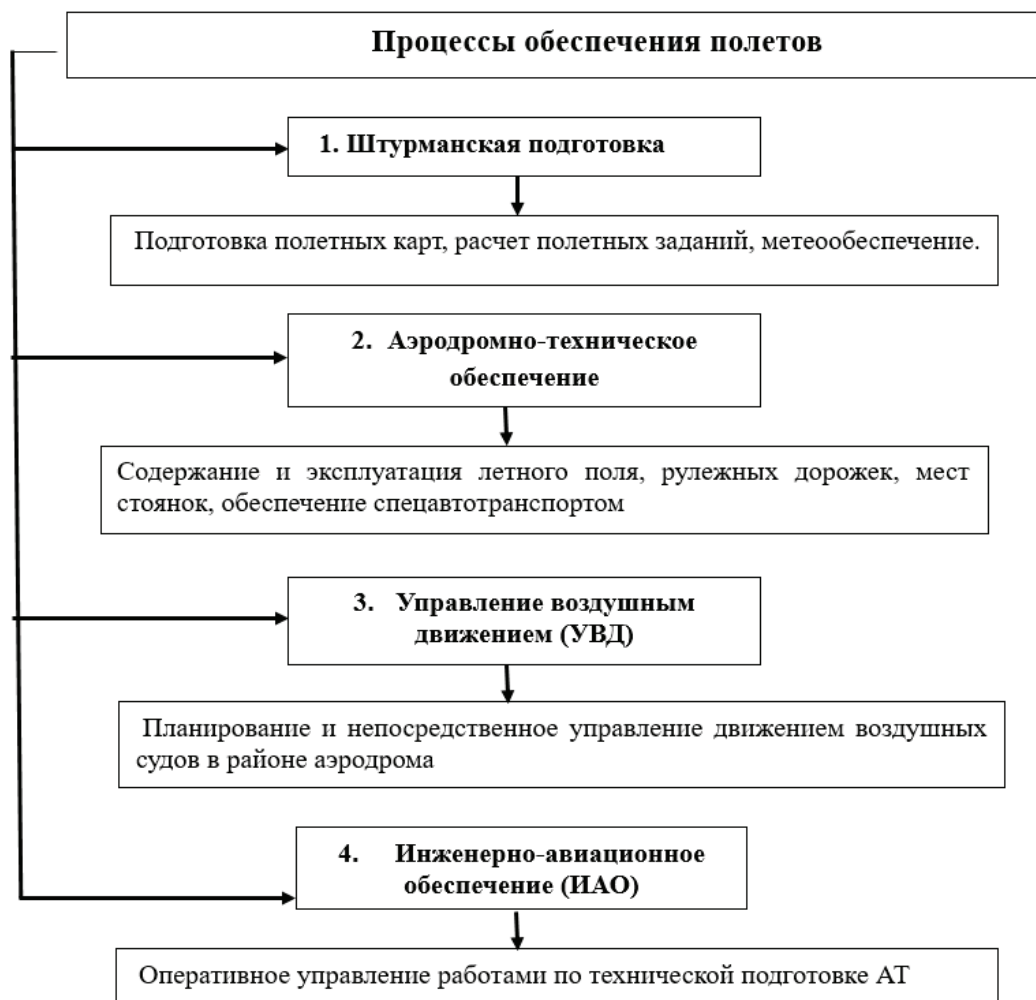 Процессы обеспечения полетов
1. Штурманская подготовка
Подготовка полетных карт, расчет полетных заданий, метеообеспечение.
2. Аэродромно-техническое
обеспечение
Содержание и эксплуатация летного поля, рулежных дорожек, мест
стоянок, обеспечение спецавтотранспортом
3. Управление воздушным
движением (УВД)
Планирование и непосредственное управление движением воздушных
судов в районе аэродрома
4. Инженерно-авиационное
обеспечение (ИАО)
Оперативное управление работами по технической подготовке АТ